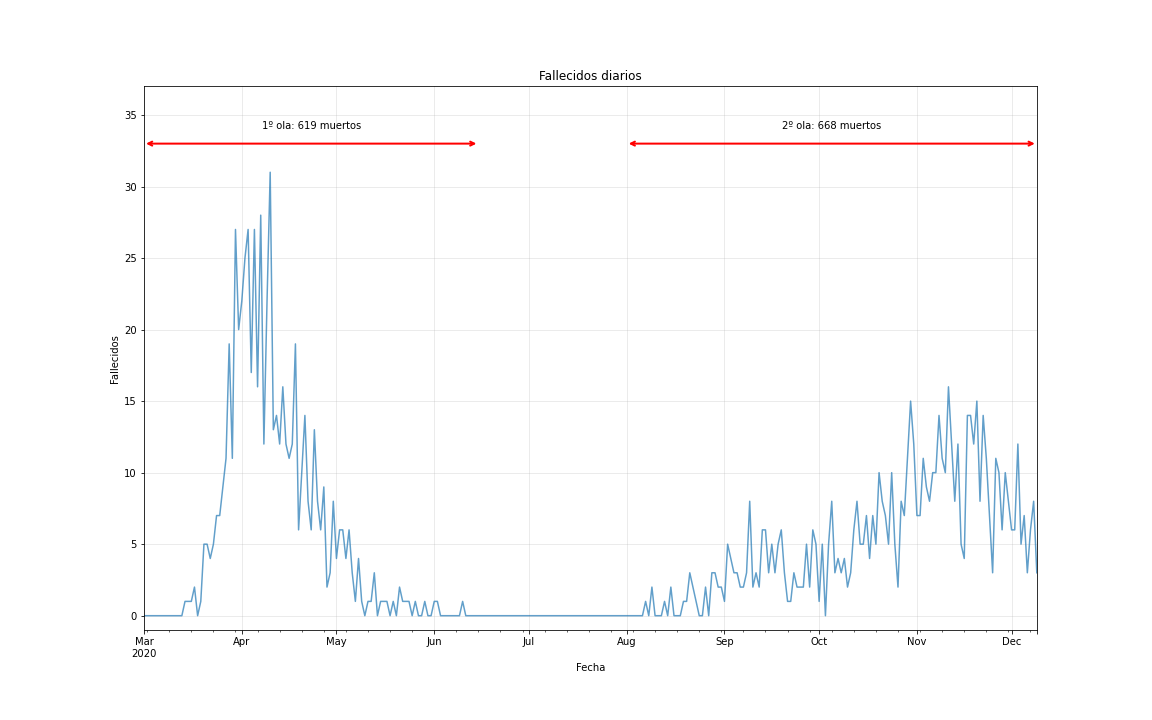 Fallecidos diarios
1º ola: 619 muertos
2º ola: 668 muertos
Fallecidos
35
30
25
20
15
10
5
0
Mar Apr May Jun Jul Aug Sep Oct Nov Dec
2020
Fecha